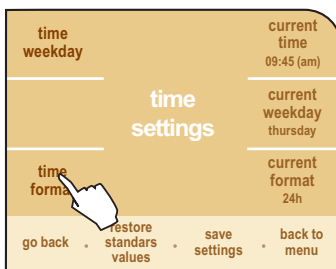 time
weekday
time
format
time
settings
current
time
09:45 (am)
current
weekday
thursday
current
format
24h
go back
restore
standars
values
save
settings
back to
menu